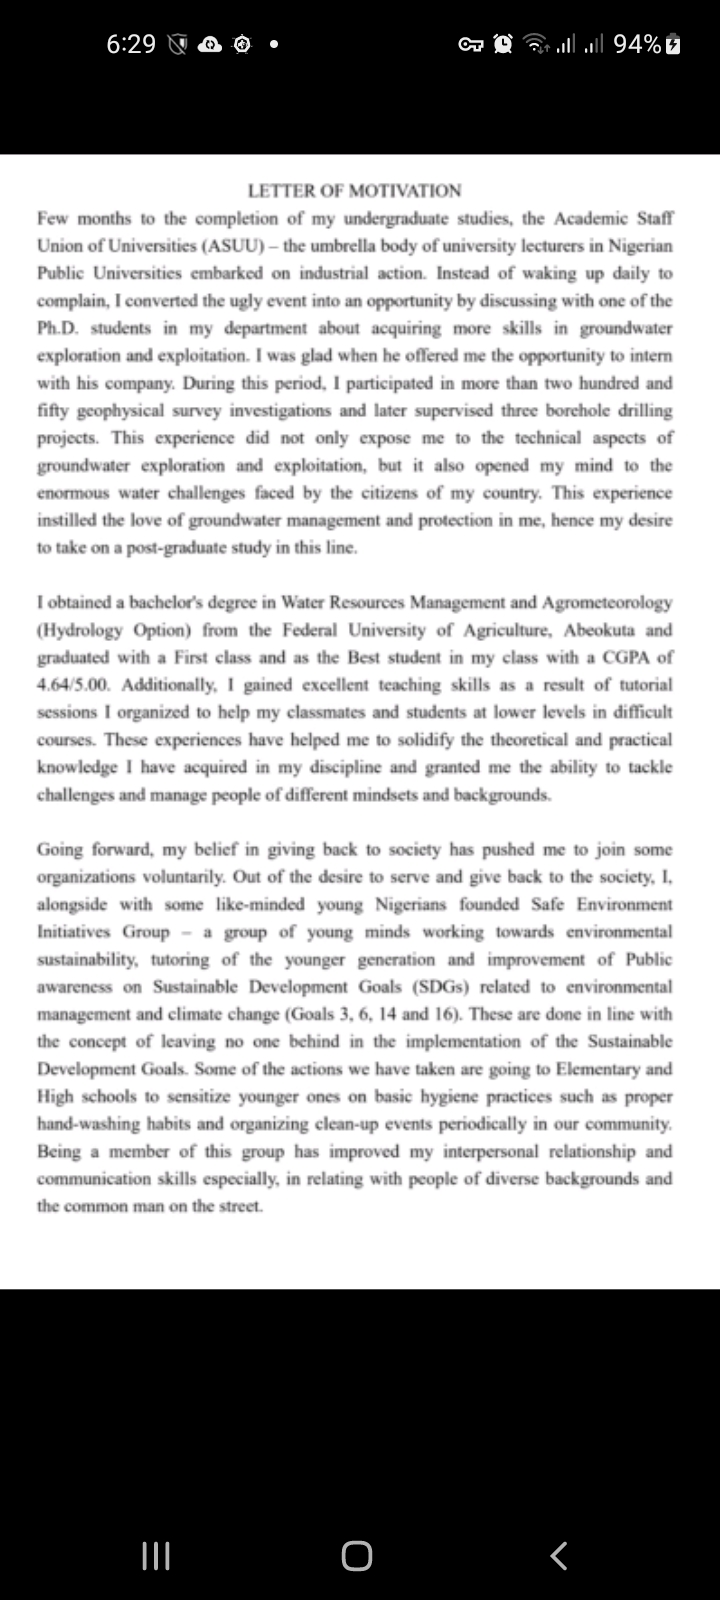 6:29
94%
LETTER OF MOTIVATION
Few months to the completion of my undergraduate studies, the Academic Staff
Union of Universities (ASUU) – the umbrella body of university lecturers in Nigerian
Public Universities embarked on industrial action. Instead of waking up daily to
complain, I converted the ugly event into an opportunity by discussing with one of the
Ph.D. students in my department about acquiring more skills in groundwater
exploration and exploitation. I was glad when he offered me the opportunity to intern
with his company. During this period, I participated in more than two hundred and
fifty geophysical survey investigations and later supervised three borehole drilling
projects. This experience did not only expose me to the technical aspects of
groundwater exploration and exploitation, but it also opened my mind to the
enormous water challenges faced by the citizens of my country. This experience
instilled the love of groundwater management and protection in me, hence my desire
to take on a post-graduate study in this line.
I obtained a bachelor's degree in Water Resources Management and Agrometeorology
(Hydrology Option) from the Federal University of Agriculture, Abeokuta and
graduated with a First class and as the Best student in my class with a CGPA of
4.64/5.00. Additionally, I gained excellent teaching skills as a result of tutorial
sessions I organized to help my classmates and students at lower levels in difficult
courses. These experiences have helped me to solidify the theoretical and practical
knowledge I have acquired in my discipline and granted me the ability to tackle
challenges and manage people of different mindsets and backgrounds.
Going forward, my belief in giving back to society has pushed me to join some
organizations voluntarily. Out of the desire to serve and give back to the society, I,
alongside with some like-minded young Nigerians founded Safe Environment
Initiatives Group – a group of young minds working towards environmental
sustainability, tutoring of the younger generation and improvement of Public
awareness on Sustainable Development Goals (SDGs) related to environmental
management and climate change (Goals 3, 6, 14 and 16). These are done in line with
the concept of leaving no one behind in the implementation of the Sustainable
Development Goals. Some of the actions we have taken are going to Elementary and
High schools to sensitize younger ones on basic hygiene practices such as proper
hand-washing habits and organizing clean-up events periodically in our community.
Being a member of this group has improved my interpersonal relationship and
communication skills especially, in relating with people of diverse backgrounds and
the common man on the street.